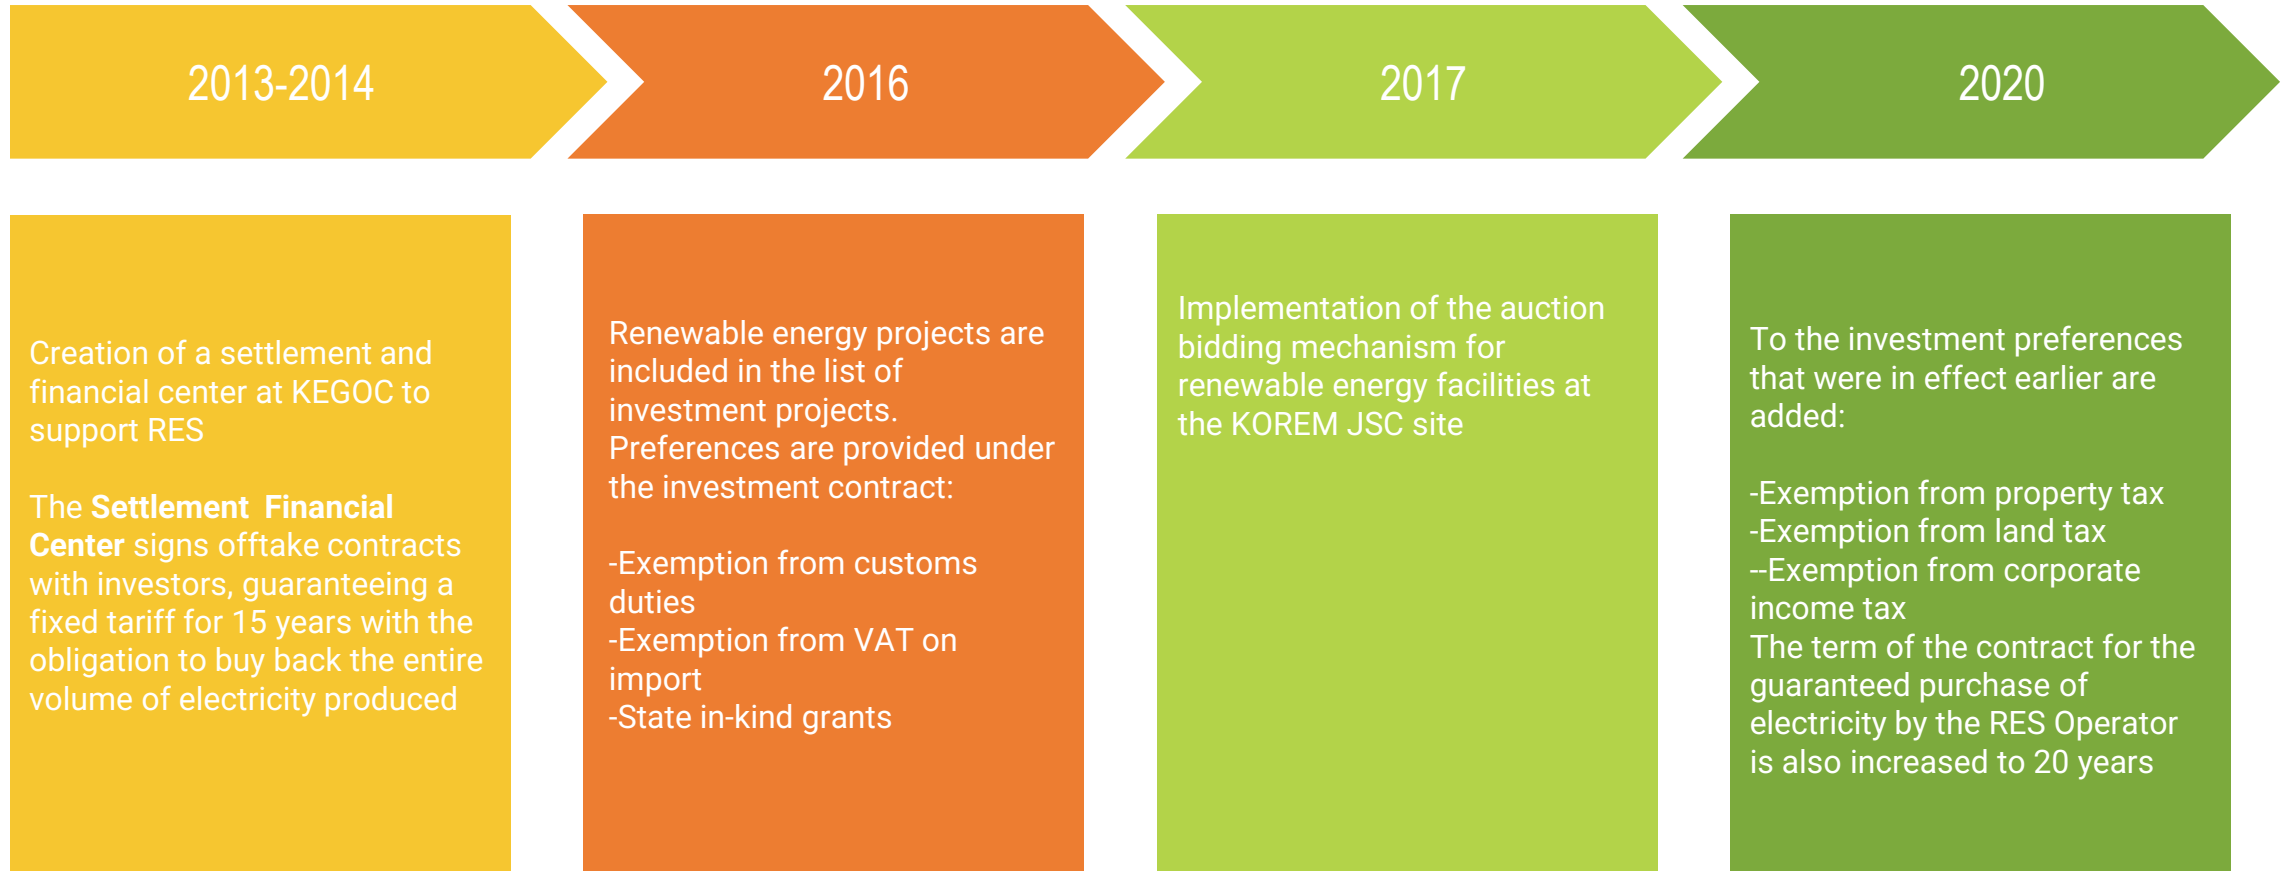 2013-2014
2016
2017
2020
Creation of a settlement and
financial center at KEGOC to
support RES
The Settlement  Financial
Center signs offtake contracts
with investors, guaranteeing a
fixed tariff for 15 years with the
obligation to buy back the entire
volume of electricity produced
Renewable energy projects are
included in the list of
investment projects.
Preferences are provided under
the investment contract:
-Exemption from customs
duties
-Exemption from VAT on
import
-State in-kind grants
Implementation of the auction
bidding mechanism for
renewable energy facilities at
the KOREM JSC site
To the investment preferences
that were in effect earlier are
added:
-Exemption from property tax
-Exemption from land tax
--Exemption from corporate
income tax
The term of the contract for the
guaranteed purchase of
electricity by the RES Operator
is also increased to 20 years